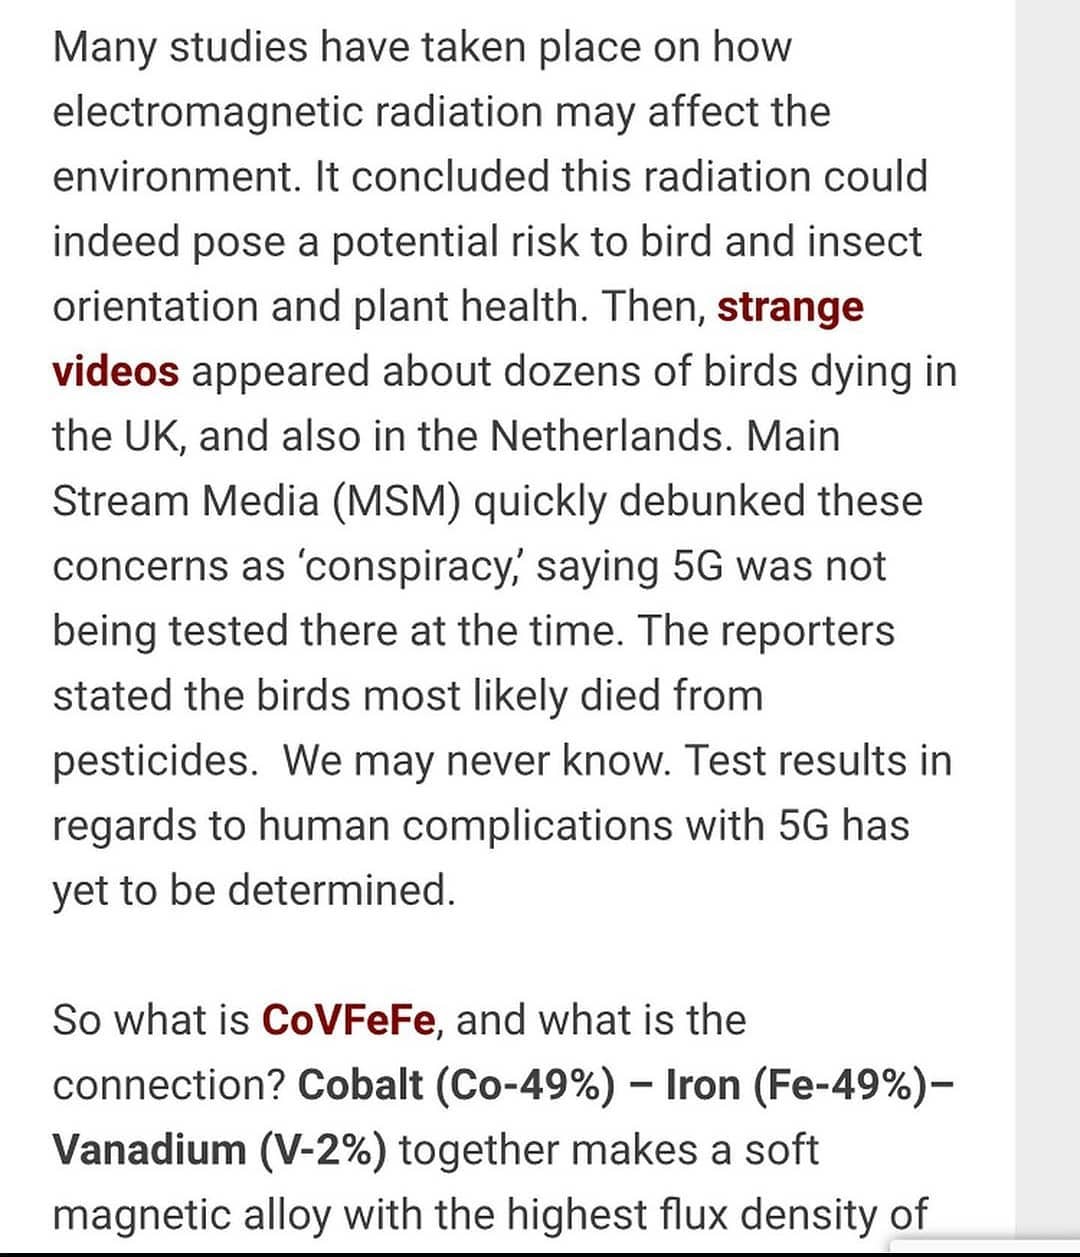 Many studies have taken place on how
electromagnetic radiation may affect the
environment. It concluded this radiation could
indeed pose a potential risk to bird and insect
orientation and plant health. Then, strange
videos appeared about dozens of birds dying in
the UK, and also in the Netherlands. Main
Stream Media (MSM) quickly debunked these
concerns as ‘conspiracy,’ saying 5G was not
being tested there at the time. The reporters
stated the birds most likely died from
pesticides.  We may never know. Test results in
regards to human complications with 5G has
yet to be determined.
So what is CoVFeFe, and what is the
connection? Cobalt (Co-49%) – Iron (Fe-49%)–
Vanadium (V-2%) together makes a soft
magnetic alloy with the highest flux density of